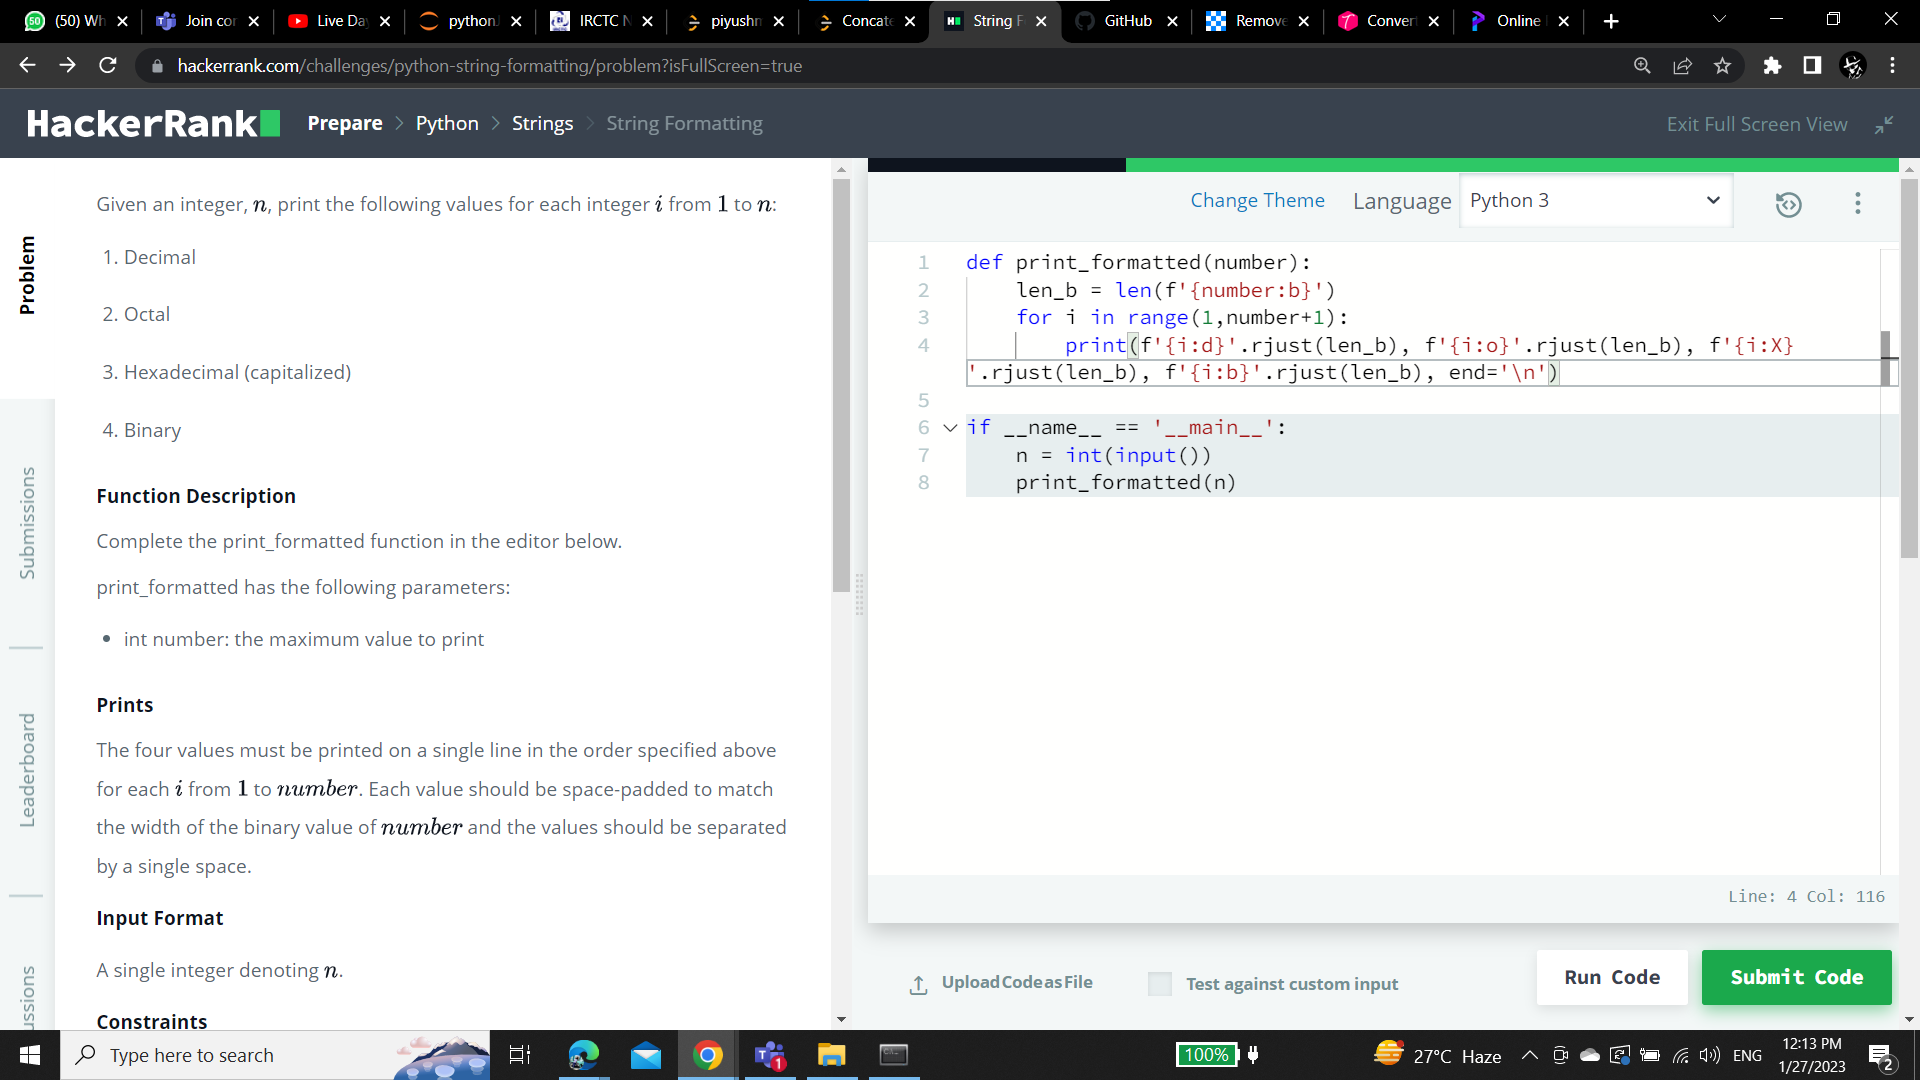 (50) Wh
Join cor
Live Da
python
IRCTC N
piyushr
Concate
String F
GitHub
Remove
Conver
Online
hackerrank.com/challenges/python-string-formatting/problem?isFullScreen=true
HackerRank
Prepare > Python > Strings > String Formatting
Exit Full Screen View
Problem
Submissions
Leaderboard
ussions
Given an integer, n, print the following values for each integer i from 1 to n:
1. Decimal
2. Octal
3. Hexadecimal (capitalized)
4. Binary
Function Description
Complete the print_formatted function in the editor below.
print_formatted has the following parameters:
• int number: the maximum value to print
Prints
The four values must be printed on a single line in the order specified above
for each i from 1 to number. Each value should be space-padded to match
the width of the binary value of number and the values should be separated
by a single space.
Input Format
A single integer denoting n.
Constraints
Change Theme
Language
Python 3
1 def print_formatted(number):
2     len_b = len(f'{number:b}')
3     for i in range(1,number+1):
4         print(f'{i:d}'.rjust(len_b), f'{i:o}'.rjust(len_b), f'{i:X}
'.rjust(len_b), f'{i:b}'.rjust(len_b), end='\n')
5
6 if __name__ == '__main__':
7     n = int(input())
8     print_formatted(n)
Line: 4 Col: 116
Upload Code as File
Test against custom input
Run Code
Submit Code
Type here to search
1
100%
27°C Haze
ENG
12:13 PM
1/27/2023
2